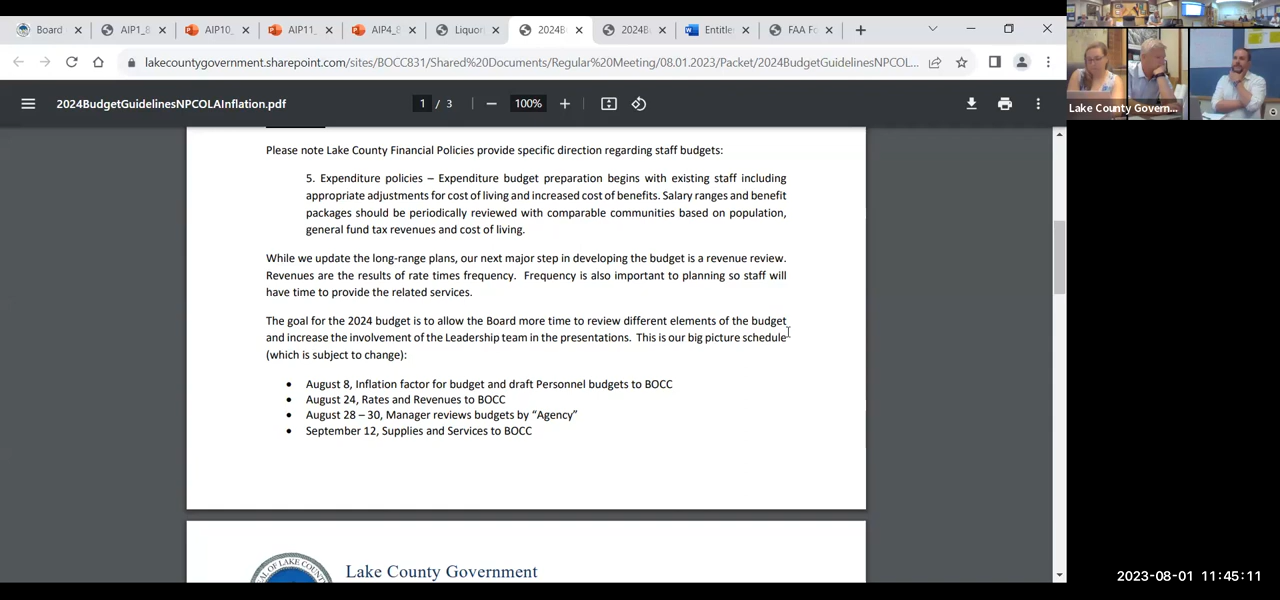 Board
AIP1_8
AIP10_
AIP11_
AIP4_8
Liquor
2024B
2024B
Entitle
FAA Fo
lakecountygovernment.sharepoint.com/sites/BOCC831/Shared%20Documents/Regular%20Meeting/08.01.2023/Packet/2024BudgetGuidelinesNPCOL...
2024BudgetGuidelinesNPCOLAInflation.pdf
1 / 3
100%
Lake County Govern...
Please note Lake County Financial Policies provide specific direction regarding staff budgets:
5. Expenditure policies – Expenditure budget preparation begins with existing staff including
appropriate adjustments for cost of living and increased cost of benefits. Salary ranges and benefit
packages should be periodically reviewed with comparable communities based on population,
general fund tax revenues and cost of living.
While we update the long-range plans, our next major step in developing the budget is a revenue review.
Revenues are the results of rate times frequency. Frequency is also important to planning so staff will
have time to provide the related services.
The goal for the 2024 budget is to allow the Board more time to review different elements of the budget
and increase the involvement of the Leadership team in the presentations. This is our big picture schedule
(which is subject to change):
• August 8, Inflation factor for budget and draft Personnel budgets to BOCC
• August 24, Rates and Revenues to BOCC
• August 28 – 30, Manager reviews budgets by “Agency”
• September 12, Supplies and Services to BOCC
SEAL OF LAKE COUNTY
Lake County Government
2023-08-01 11:45:11